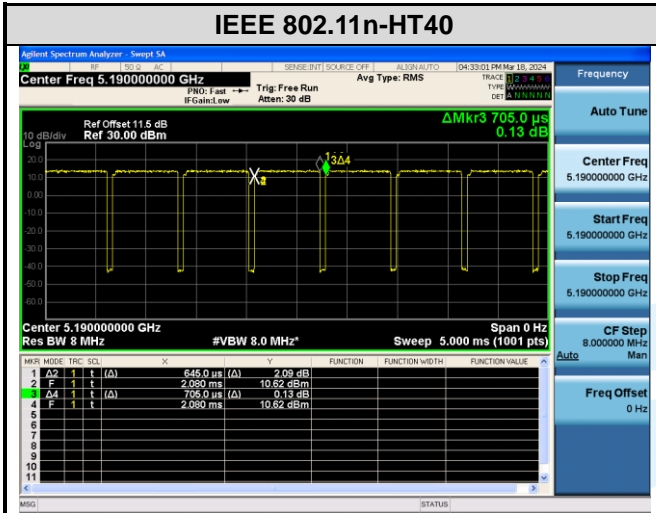 IEEE 802.11n-HT40
Agilent Spectrum Analyzer - Swept SA
RF 50 Ω AC SENSE:INT SOURCE OFF ALIGN AUTO 04:33:01 PM Mar 18, 2024
Center Freq 5.190000000 GHz
PNO: Fast
IFGain:Low
Trig: Free Run
Atten: 30 dB
Avg Type: RMS
TRACE 1 2 3 4 5 6
TYPE WWWWWW
DET A N N N N N
Frequency
ΔMkr3 705.0 µs
0.13 dB
Ref Offset 11.5 dB
10 dB/div Ref 30.00 dBm
Log
20.0
10.0
0.00
-10.0
-20.0
-30.0
-40.0
-50.0
-60.0
3Δ4
Center 5.190000000 GHz Span 0 Hz
Res BW 8 MHz #VBW 8.0 MHz* Sweep 5.000 ms (1001 pts)
MKR MODE TRC SCL X Y FUNCTION FUNCTION WIDTH FUNCTION VALUE
1 Δ2 1 t (Δ) 645.0 µs (Δ) 2.09 dB
2 F 1 t 2.080 ms 10.62 dBm
3 Δ4 1 t (Δ) 705.0 µs (Δ) 0.13 dB
4 F 1 t 2.080 ms 10.62 dBm
5
6
7
8
9
10
11
MSG STATUS
Auto Tune
Center Freq
5.190000000 GHz
Start Freq
5.190000000 GHz
Stop Freq
5.190000000 GHz
CF Step
8.000000 MHz
Auto Man
Freq Offset
0 Hz